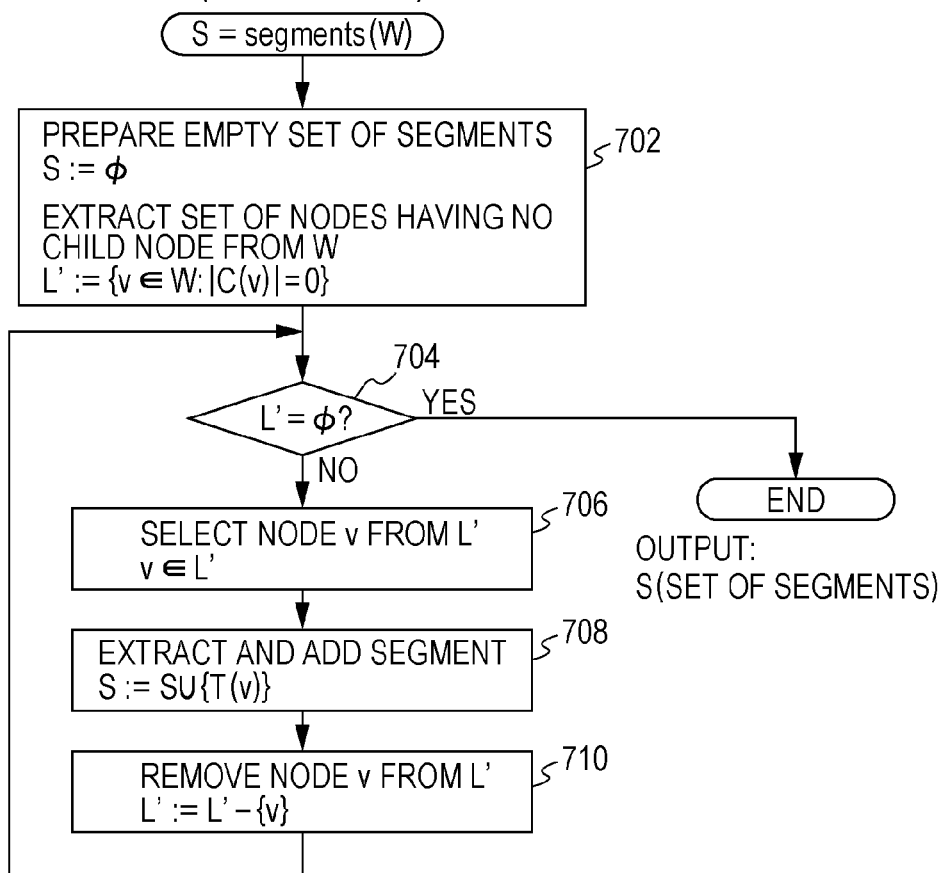 S = segments(W)
PREPARE EMPTY SET OF SEGMENTS
S := ϕ
EXTRACT SET OF NODES HAVING NO
CHILD NODE FROM W
L' := {v ∈ W: |C(v)| = 0}
702
704
L' = ϕ?
YES
NO
END
OUTPUT:
S(SET OF SEGMENTS)
706
SELECT NODE v FROM L'
v ∈ L'
708
EXTRACT AND ADD SEGMENT
S := SU{T(v)}
710
REMOVE NODE v FROM L'
L' := L' – {v}